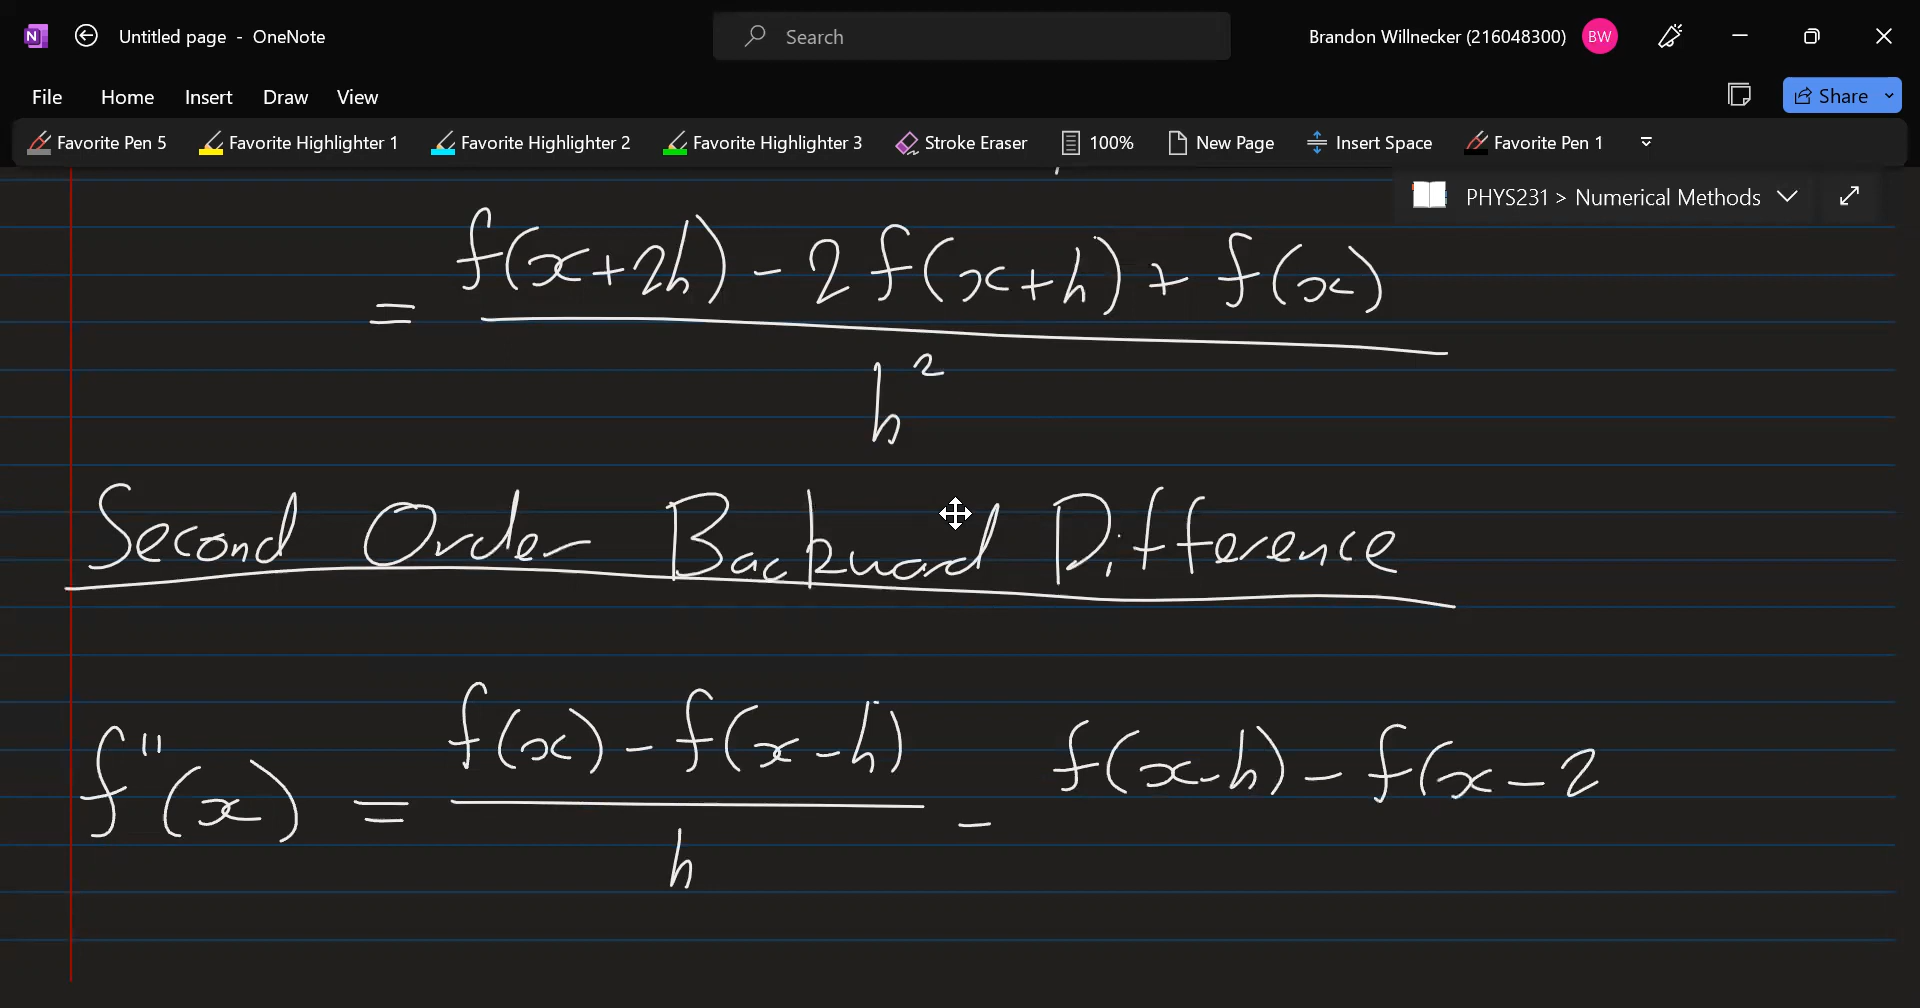 Untitled page - OneNote
Search
Brandon Willnecker (216048300) BW
File Home Insert Draw View Share
Favorite Pen 5 Favorite Highlighter 1 Favorite Highlighter 2 Favorite Highlighter 3 Stroke Eraser 100% New Page Insert Space Favorite Pen 1
PHYS231 > Numerical Methods
= f(x+2h) - 2f(x+h) + f(x)
h²
Second Order Backward Difference
f(x) - f(x-h) f(x-h) - f(x-2
f"(x) = -
h